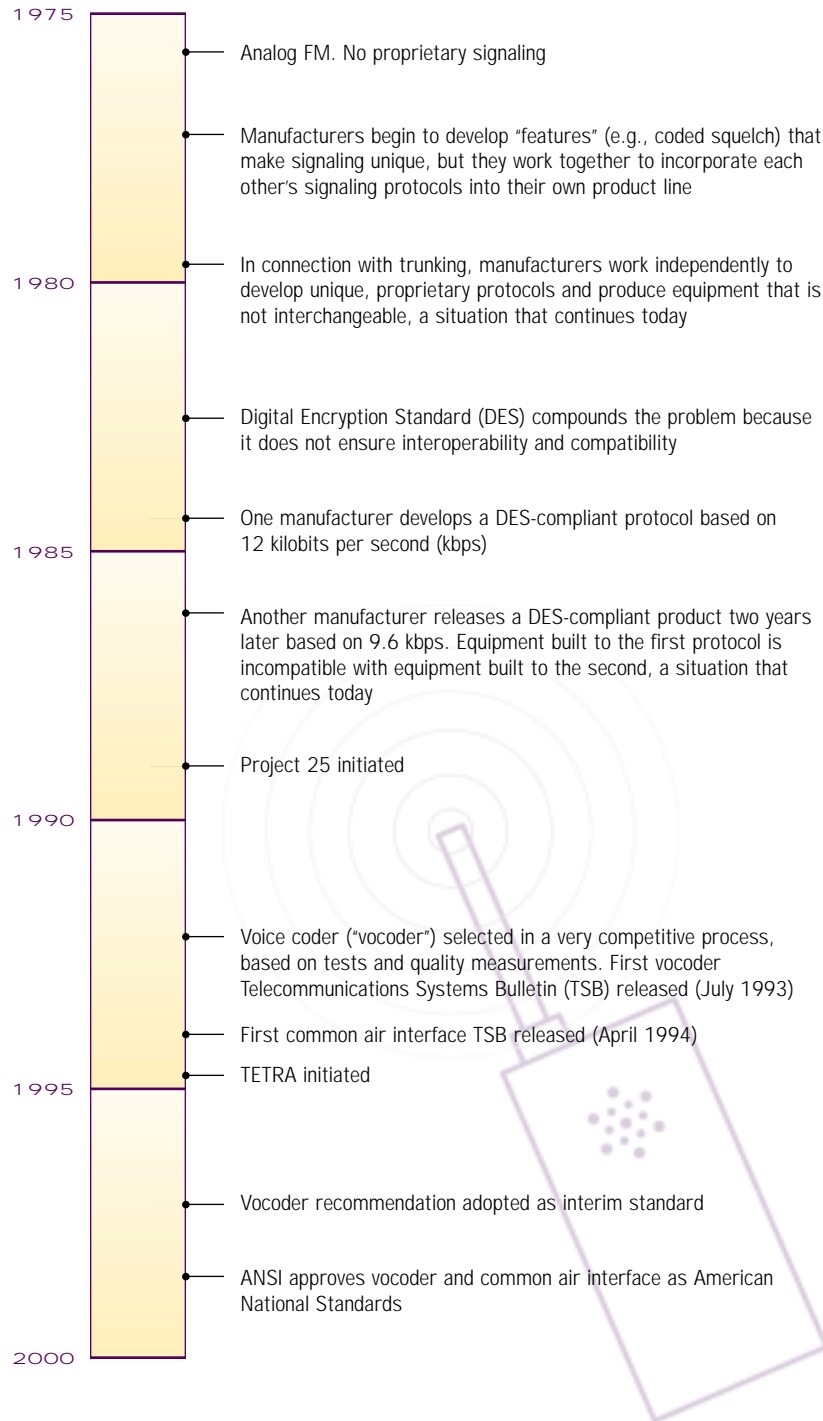 1975
Analog FM. No proprietary signaling
Manufacturers begin to develop “features” (e.g., coded squelch) that
make signaling unique, but they work together to incorporate each
other’s signaling protocols into their own product line
In connection with trunking, manufacturers work independently to
1980
develop unique, proprietary protocols and produce equipment that is
not interchangeable, a situation that continues today
Digital Encryption Standard (DES) compounds the problem because
it does not ensure interoperability and compatibility
One manufacturer develops a DES-compliant protocol based on
12 kilobits per second (kbps)
1985
Another manufacturer releases a DES-compliant product two years
later based on 9.6 kbps. Equipment built to the first protocol is
incompatible with equipment built to the second, a situation that
continues today
Project 25 initiated
1990
Voice coder (“vocoder”) selected in a very competitive process,
based on tests and quality measurements. First vocoder
Telecommunications Systems Bulletin (TSB) released (July 1993)
First common air interface TSB released (April 1994)
TETRA initiated
1995
Vocoder recommendation adopted as interim standard
ANSI approves vocoder and common air interface as American
National Standards
2000